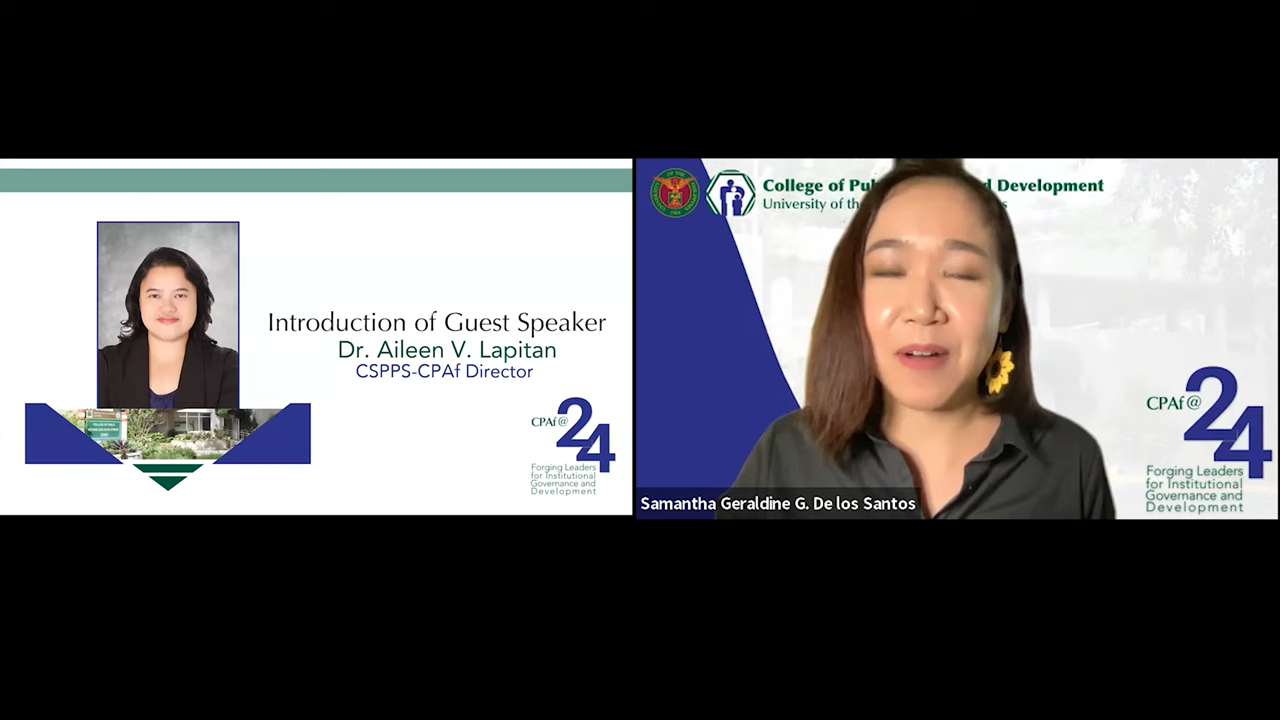 Introduction of Guest Speaker
Dr. Aileen V. Lapitan
CSPPS-CPAf Director
CPAf@
24
Forging Leaders
for Institutional
Governance and
Development
College of Pu d Development
University of the s
CPAf@
24
Forging Leaders
for Institutional
Governance and
Development
Samantha Geraldine G. De los Santos